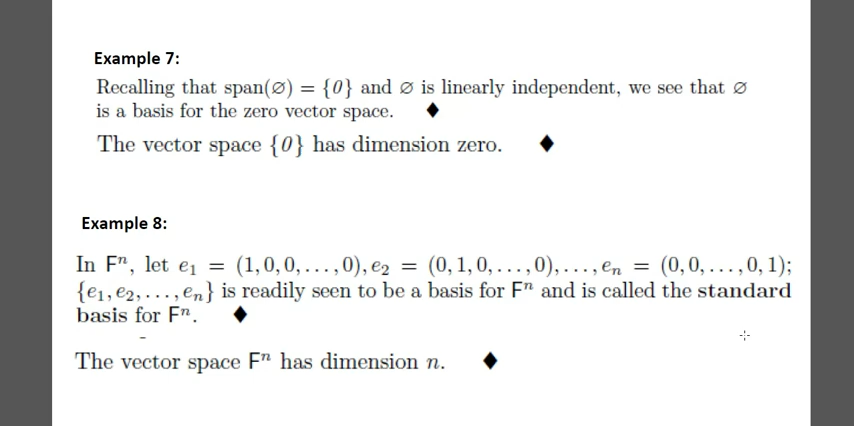 Example 7:
Recalling that span(∅) = {0} and ∅ is linearly independent, we see that ∅
is a basis for the zero vector space. ♦
The vector space {0} has dimension zero. ♦
Example 8:
In Fⁿ, let e₁ = (1, 0, 0, . . . , 0), e₂ = (0, 1, 0, . . . , 0), . . . , eₙ = (0, 0, . . . , 0, 1);
{e₁, e₂, . . . , eₙ} is readily seen to be a basis for Fⁿ and is called the standard
basis for Fⁿ. ♦
The vector space Fⁿ has dimension n. ♦